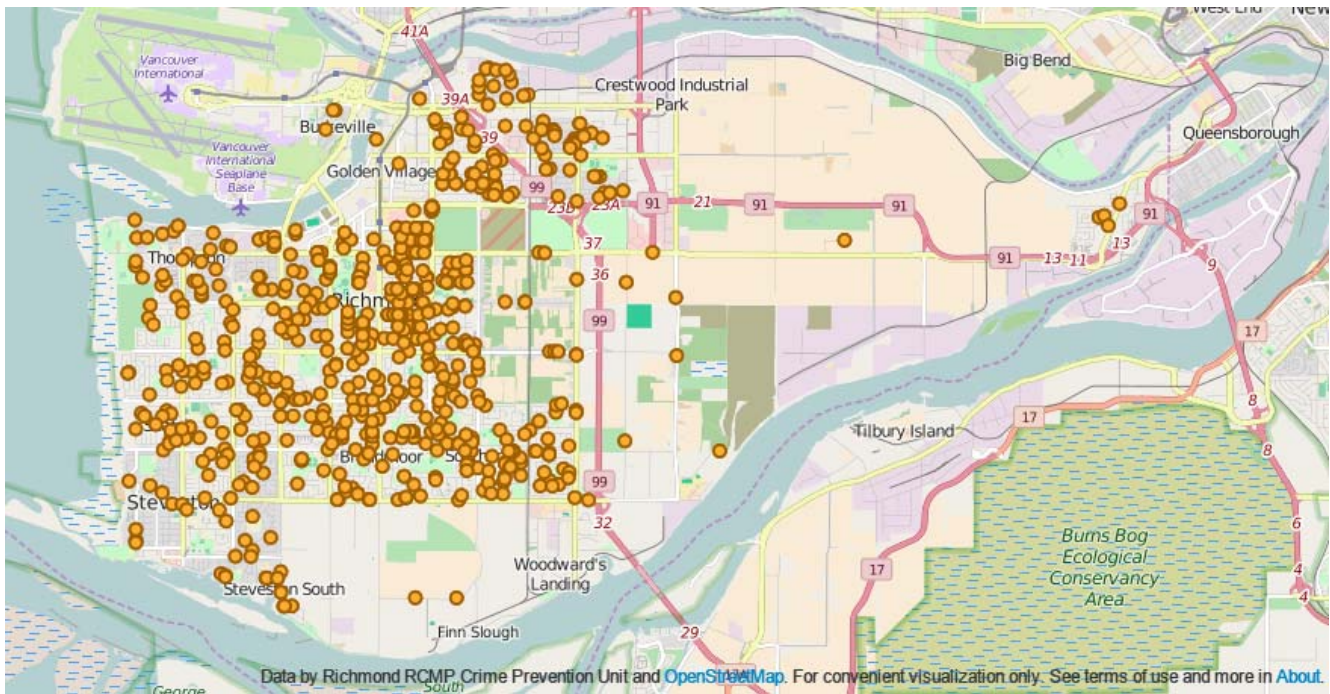 41A
West End
New
Vancouver
International
Big Bend
Crestwood Industrial
Park
39A
39
Queensborough
Vancouver
International
Seaplane
Base
Golden Village
99
23B
23A
91
21
91
91
91
37
13
11
13
91
9
36
99
17
17
8
Tilbury Island
8
99
32
6
Burns Bog
Ecological
Conservancy
Area
17
Woodward's
Landing
4
4
Steveston South
Finn Slough
29
George
South
Data by Richmond RCMP Crime Prevention Unit and OpenStreetMap. For convenient visualization only. See terms of use and more in About.